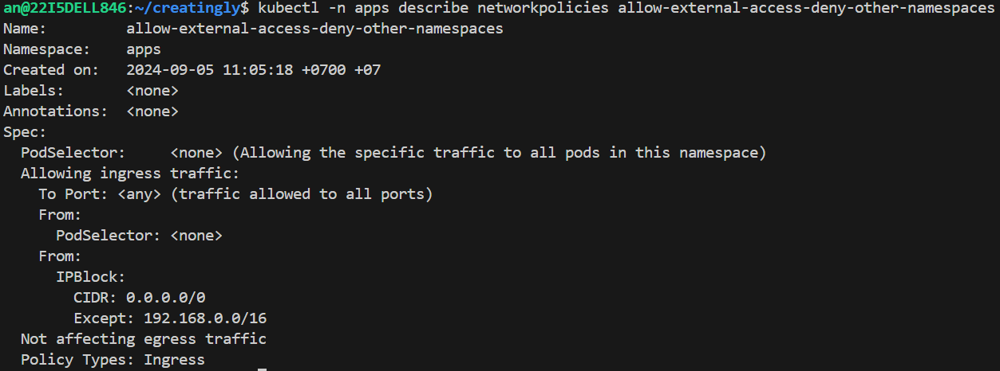 an@22I5DELL846:~/creatingly$ kubectl -n apps describe networkpolicies allow-external-access-deny-other-namespaces
Name:         allow-external-access-deny-other-namespaces
Namespace:    apps
Created on:   2024-09-05 11:05:18 +0700 +07
Labels:       <none>
Annotations:  <none>
Spec:
  PodSelector:     <none> (Allowing the specific traffic to all pods in this namespace)
  Allowing ingress traffic:
    To Port: <any> (traffic allowed to all ports)
    From:
      PodSelector: <none>
    From:
      IPBlock:
        CIDR: 0.0.0.0/0
        Except: 192.168.0.0/16
  Not affecting egress traffic
  Policy Types: Ingress